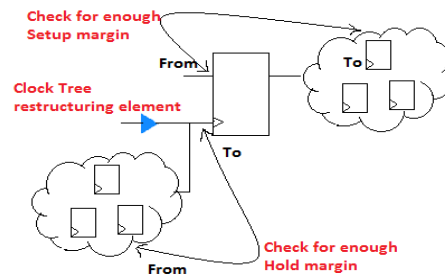 Check for enough
Setup margin
From
To
Clock Tree
restructuring element
To
Check for enough
Hold margin
From